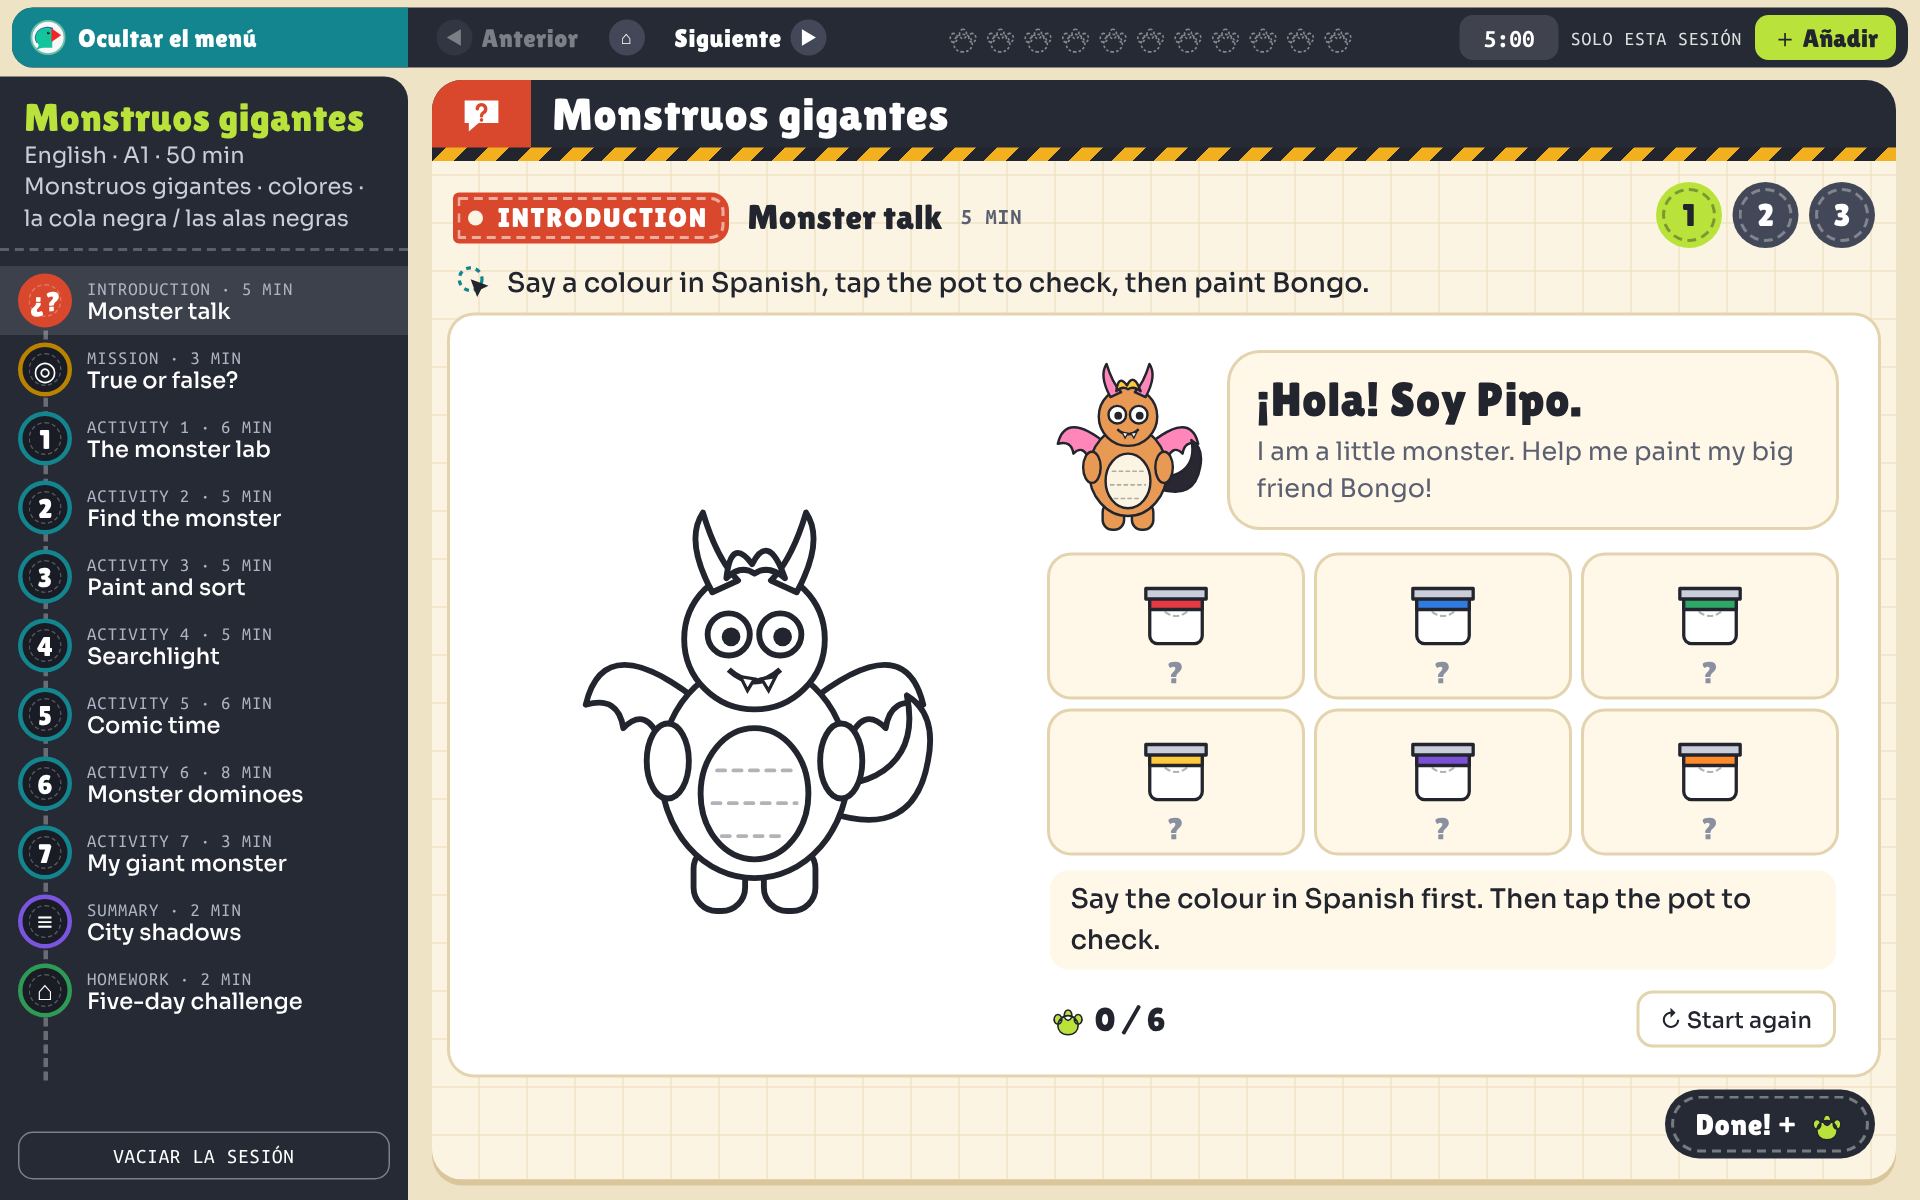 Ocultar el menú
Anterior
Siguiente
5:00
SOLO ESTA SESIÓN
+ Añadir
Monstruos gigantes
English · A1 · 50 min
Monstruos gigantes · colores ·
la cola negra / las alas negras
¿?
INTRODUCTION · 5 MIN
Monster talk
MISSION · 3 MIN
True or false?
1
ACTIVITY 1 · 6 MIN
The monster lab
2
ACTIVITY 2 · 5 MIN
Find the monster
3
ACTIVITY 3 · 5 MIN
Paint and sort
4
ACTIVITY 4 · 5 MIN
Searchlight
5
ACTIVITY 5 · 6 MIN
Comic time
6
ACTIVITY 6 · 8 MIN
Monster dominoes
7
ACTIVITY 7 · 3 MIN
My giant monster
SUMMARY · 2 MIN
City shadows
HOMEWORK · 2 MIN
Five-day challenge
VACIAR LA SESIÓN
?
Monstruos gigantes
INTRODUCTION
Monster talk
5 MIN
1
2
3
Say a colour in Spanish, tap the pot to check, then paint Bongo.
¡Hola! Soy Pipo.
I am a little monster. Help me paint my big
friend Bongo!
?
?
?
?
?
?
Say the colour in Spanish first. Then tap the pot to
check.
0 / 6
Start again
Done! +